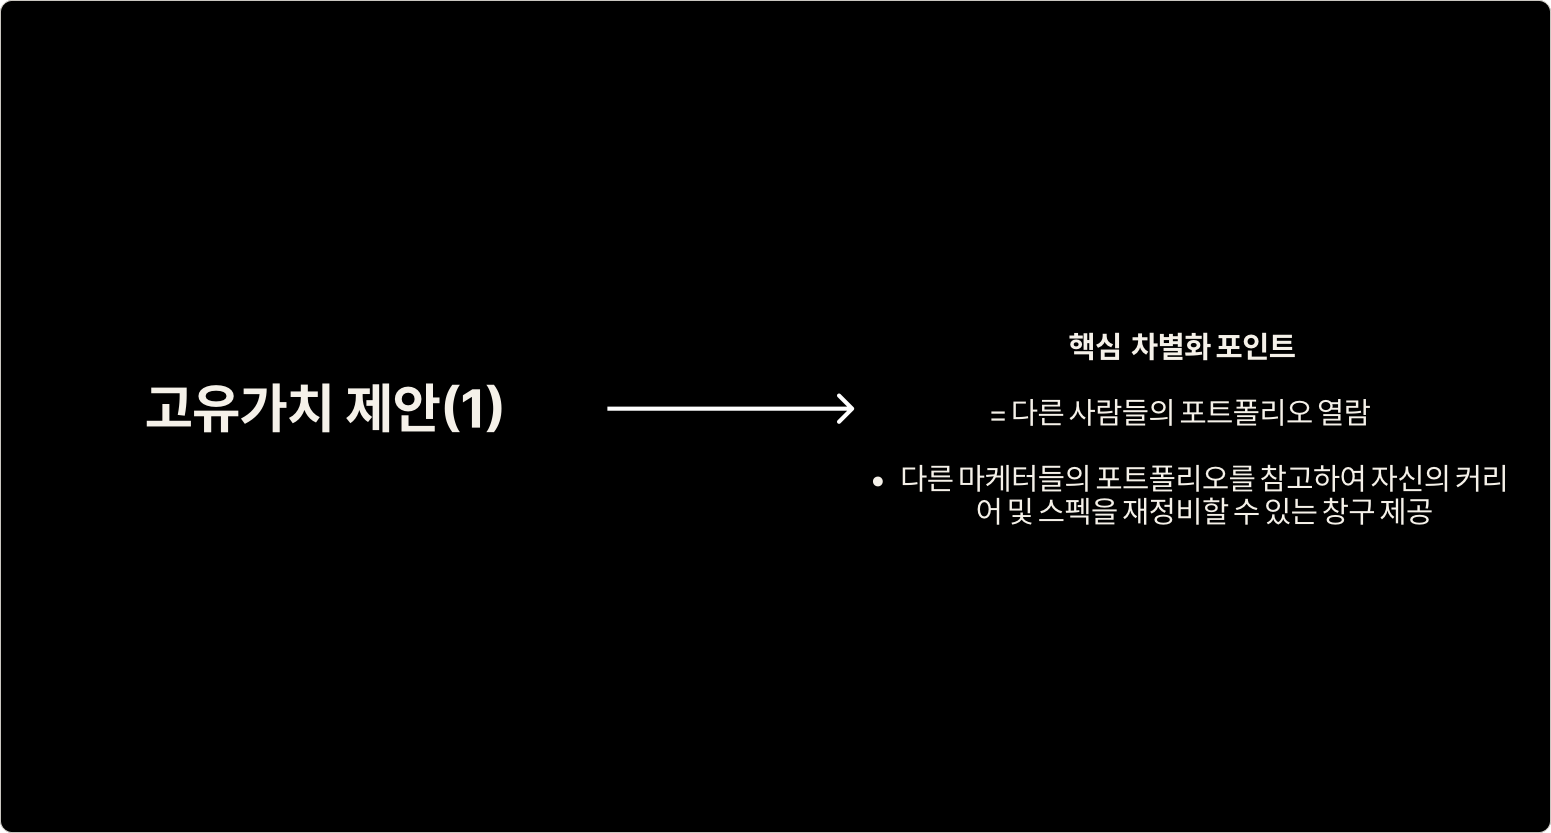 고유가치 제안(1)
핵심 차별화 포인트
= 다른 사람들의 포트폴리오 열람
• 다른 마케터들의 포트폴리오를 참고하여 자신의 커리
어 및 스펙을 재정비할 수 있는 창구 제공